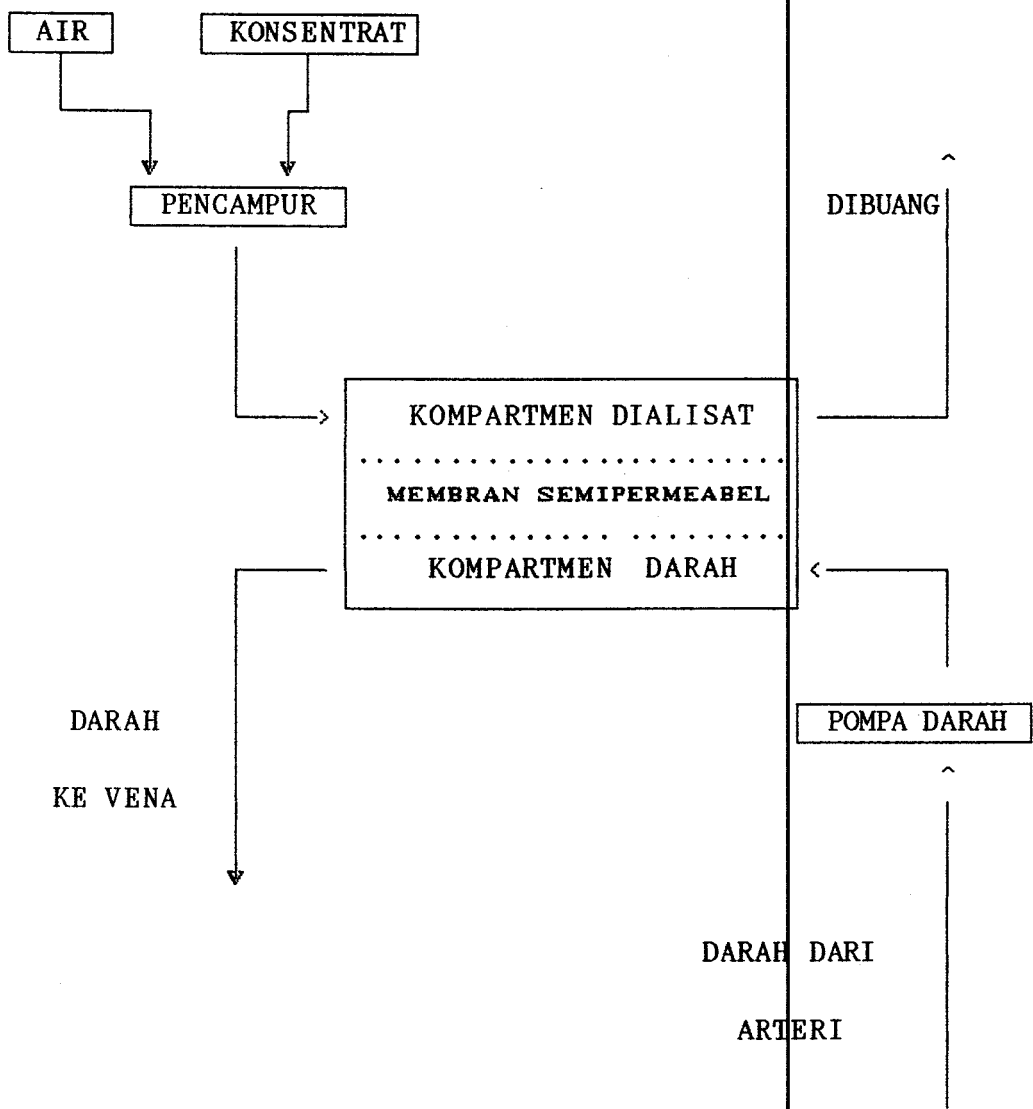 AIR
KONSENTRAT
PENCAMPUR
DIBUANG
KOMPARTMEN DIALISAT
MEMBRAN SEMIPERMEABEL
KOMPARTMEN DARAH
DARAH
KE VENA
POMPA DARAH
DARAH DARI
ARTERI